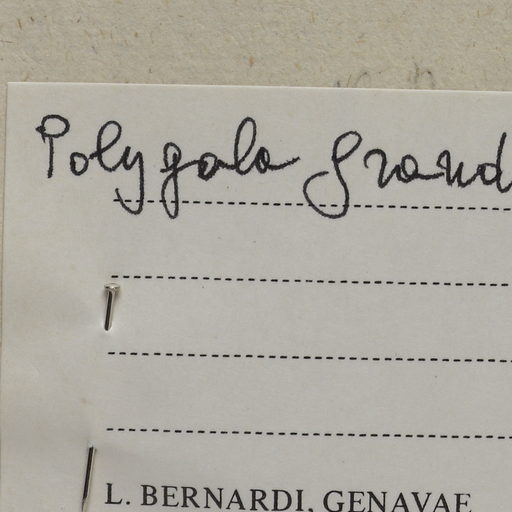 Polygala grand
L. BERNARDI, GENAVAE